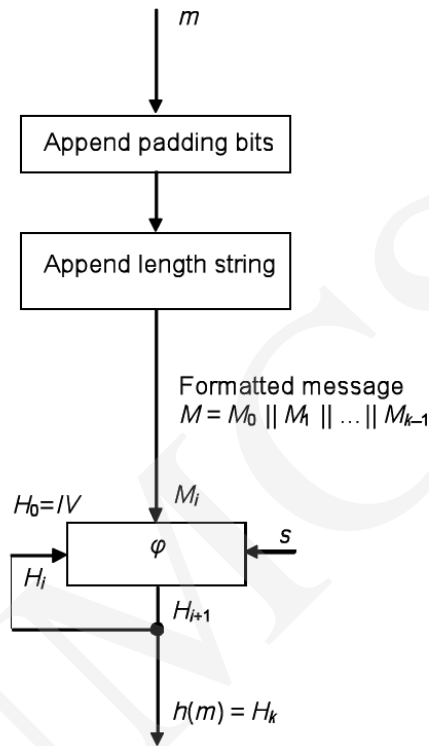 m
Append padding bits
Append length string
Formatted message
M = M₀ || M₁ || ... || Mₖ₋₁
Mᵢ
H₀=IV
φ
s
Hᵢ
Hᵢ₊₁
h(m) = Hₖ